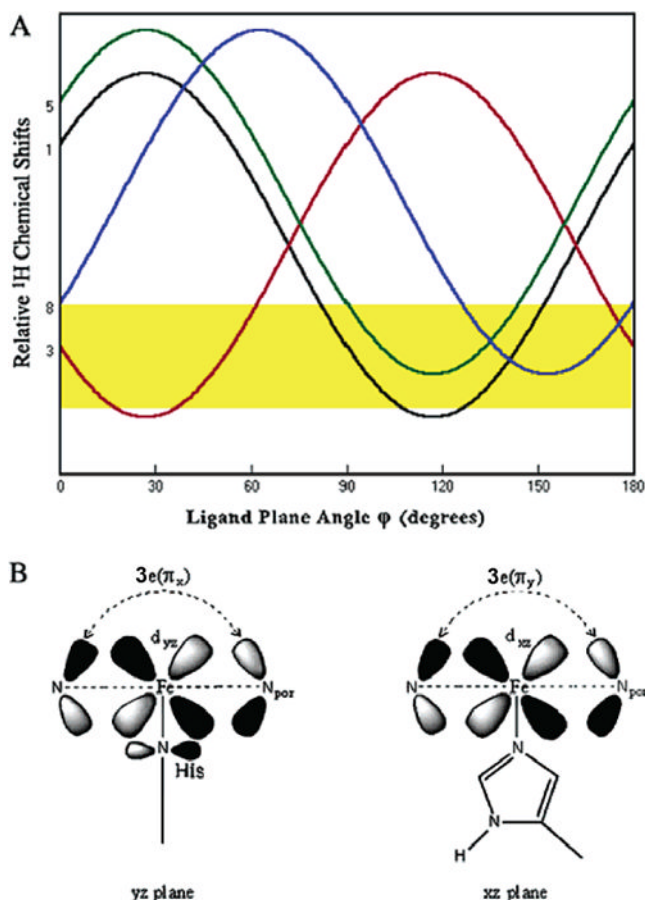 A
Relative ¹H Chemical Shifts
5
1
8
3
0 30 60 90 120 150 180
Ligand Plane Angle φ (degrees)
B
3e(πx) 3e(πy)
dyz dxz
N Fe Npor N Fe Npor
N N
His
N
H
yz plane xz plane